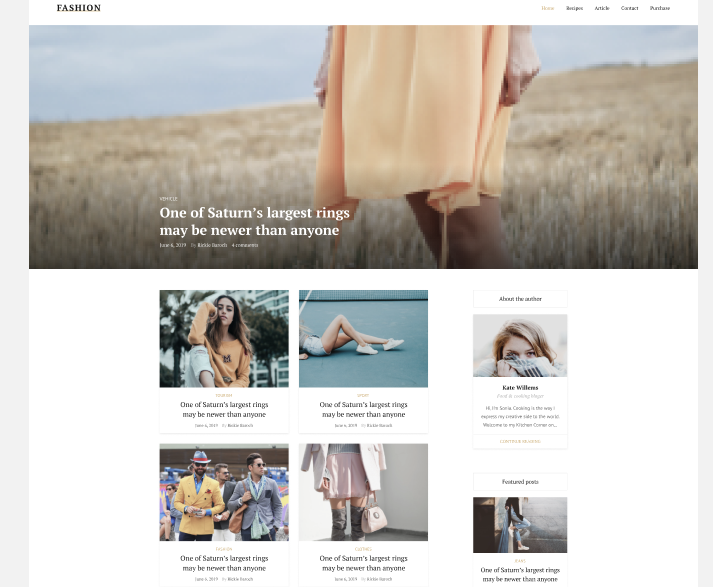 FASHION
Home Recipes Article Contact Purchase
VEHICLE
One of Saturn's largest rings
may be newer than anyone
June 6, 2019 By Rickie Baroch 4 comments
About the author
Kate Willems
Food & cooking blogger
Hi, I'm Sonia. Cooking is the way I
express my creative side to the world.
Welcome to my Kitchen Corner on...
CONTINUE READING
FASHION
One of Saturn's largest rings
may be newer than anyone
June 6, 2019 By Rickie Baroch
SPORT
One of Saturn's largest rings
may be newer than anyone
June 6, 2019 By Rickie Baroch
Featured posts
FASHION
One of Saturn's largest rings
may be newer than anyone
June 6, 2019 By Rickie Baroch
CLOTHES
One of Saturn's largest rings
may be newer than anyone
June 6, 2019 By Rickie Baroch
One of Saturn's largest rings
may be newer than anyone